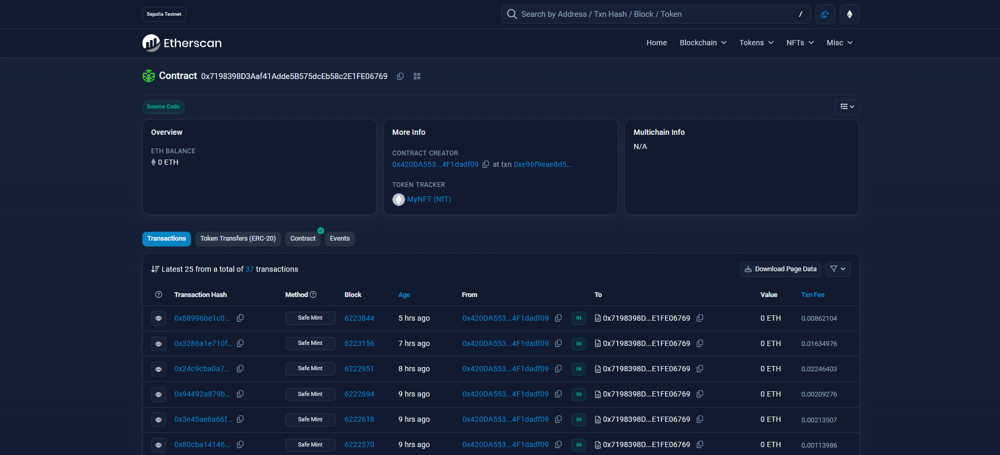 Sepolia Testnet
Search by Address / Txn Hash / Block / Token /
Etherscan
Home Blockchain Tokens NFTs Misc
Contract 0x7198398D3Aaf41Adde5B575dcEb58c2E1FE06769
Source Code
Overview
ETH BALANCE
0 ETH
More Info
CONTRACT CREATOR
0x420DA553...4F1dadf09 at txn 0xe96f9eae8d5...
TOKEN TRACKER
MyNFT (NfT)
Multichain Info
N/A
Transactions Token Transfers (ERC-20) Contract Events
Latest 25 from a total of 37 transactions
Download Page Data
Transaction Hash Method Block Age From To Value Txn Fee
0x88996be1c0... Safe Mint 6223844 5 hrs ago 0x420DA553...4F1dadf09 IN 0x7198398D...E1FE06769 0 ETH 0.00862104
0x3286a1e710f... Safe Mint 6223156 7 hrs ago 0x420DA553...4F1dadf09 IN 0x7198398D...E1FE06769 0 ETH 0.01634976
0x24c9cba0a7... Safe Mint 6222951 8 hrs ago 0x420DA553...4F1dadf09 IN 0x7198398D...E1FE06769 0 ETH 0.02246403
0x94492a879b... Safe Mint 6222694 9 hrs ago 0x420DA553...4F1dadf09 IN 0x7198398D...E1FE06769 0 ETH 0.00209276
0x3e45ae6a66f... Safe Mint 6222618 9 hrs ago 0x420DA553...4F1dadf09 IN 0x7198398D...E1FE06769 0 ETH 0.00213507
0x80cba14146... Safe Mint 6222570 9 hrs ago 0x420DA553...4F1dadf09 IN 0x7198398D...E1FE06769 0 ETH 0.00113986